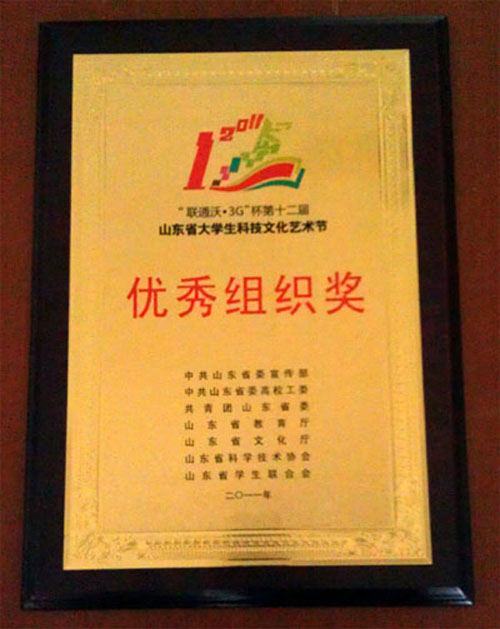 2011
"联通沃•3G"杯第十二届
山东省大学生科技文化艺术节
优秀组织奖
中共山东省委宣传部
中共山东省委高校工委
共青团山东省委
山东省教育厅
山东省文化厅
山东省科学技术协会
山东省学生联合会
二〇一一年